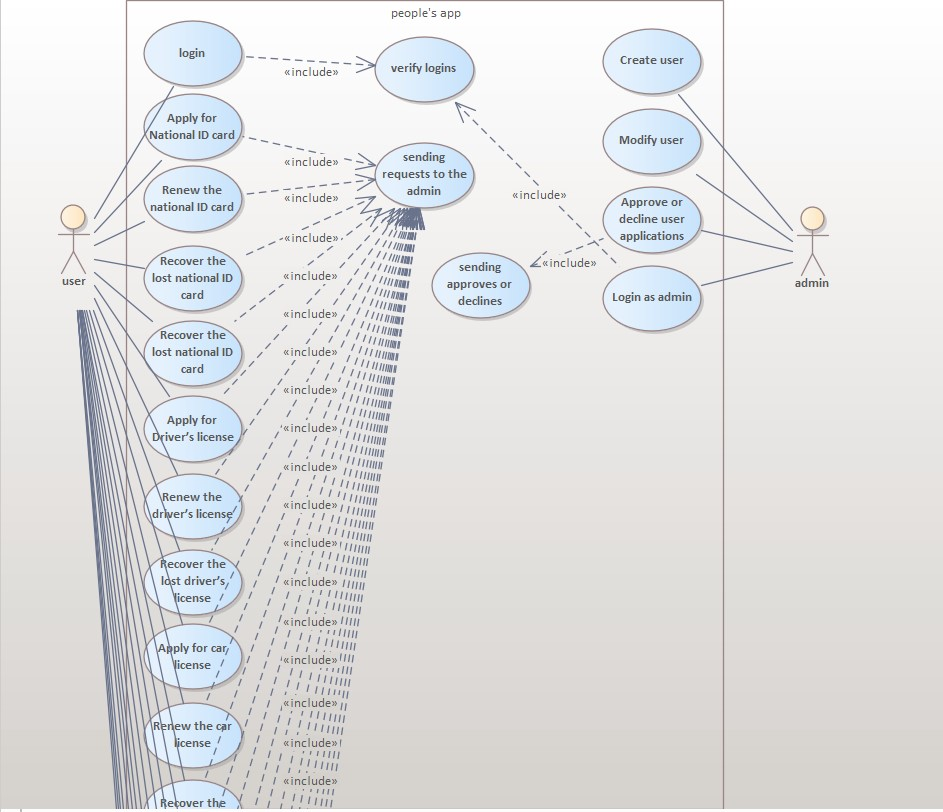 people's app
login
«include»
verify logins
Create user
Apply for
National ID card
«include»
sending
requests to the
admin
Modify user
Renew the
national ID card
«include»
«include»
Approve or
decline user
applications
user
admin
Recover the
lost national ID
card
«include»
«include»
sending
approves or
declines
«include»
Login as admin
Recover the
lost national ID
card
«include»
«include»
Apply for
Driver's license
«include»
«include»
Renew the
driver's license
«include»
«include»
Recover the
lost driver's
license
«include»
«include»
Apply for car
license
«include»
«include»
Renew the car
license
«include»
«include»
Recover the
«include»